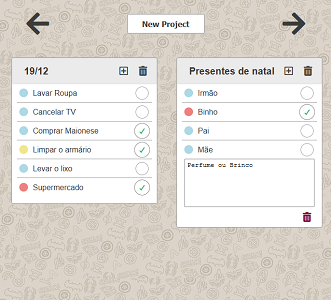 New Project
19/12
Lavar Roupa
Cancelar TV
Comprar Maionese
Limpar o armário
Levar o lixo
Supermercado
Presentes de natal
Irmão
Binho
Pai
Mãe
Perfume ou Brinco